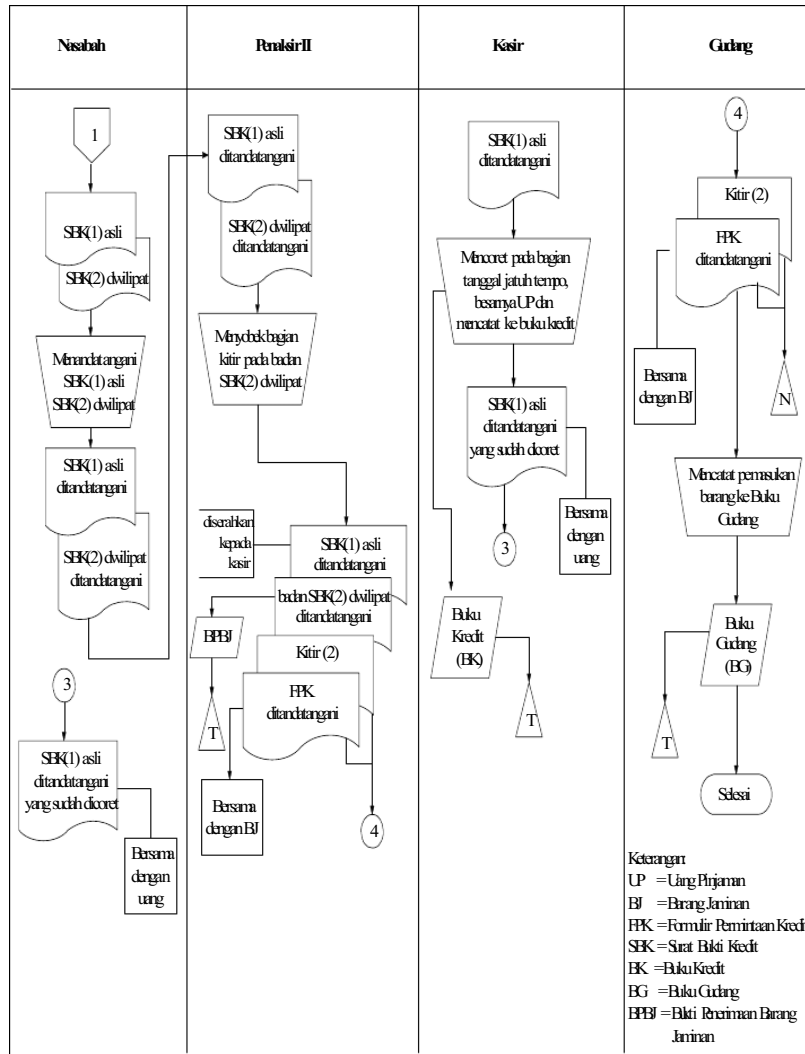 Nasabah
Penaksir II
Kasir
Gudang
1
SBK(1) asli
SBK(2) dwilipat
Menandatangani
SBK(1) asli
SBK(2) dwilipat
SBK(1) asli
ditandatangani
SBK(2) dwilipat
ditandatangani
3
SBK(1) asli
ditandatangani
yang sudah dicoret
Bersama
dengan
uang
SBK(1) asli
ditandatangani
SBK(2) dwilipat
ditandatangani
Menyobek bagian
kitir pada badan
SBK(2) dwilipat
diserahkan
kepada
kasir
SBK(1) asli
ditandatangani
badan SBK(2) dwilipat
ditandatangani
BPBJ
Kitir (2)
T
FPK
ditandatangani
Bersama
dengan BJ
4
SBK(1) asli
ditandatangani
Mencoret pada bagian
tanggal jatuh tempo,
besarnya UP dan
mencatat ke buku kredit
SBK(1) asli
ditandatangani
yang sudah dicoret
3
Bersama
dengan
uang
Buku
Kredit
(BK)
T
4
Kitir (2)
FPK
ditandatangani
Bersama
dengan BJ
N
Mencatat pemasukan
barang ke Buku
Gudang
Buku
Gudang
(BG)
T
Selesai
Keterangan:
UP = Uang Pinjaman
BJ = Barang Jaminan
FPK = Formulir Permintaan Kredit
SBK = Surat Bukti Kredit
BK = Buku Kredit
BG = Buku Gudang
BPBJ = Bukti Penerimaan Barang
Jaminan